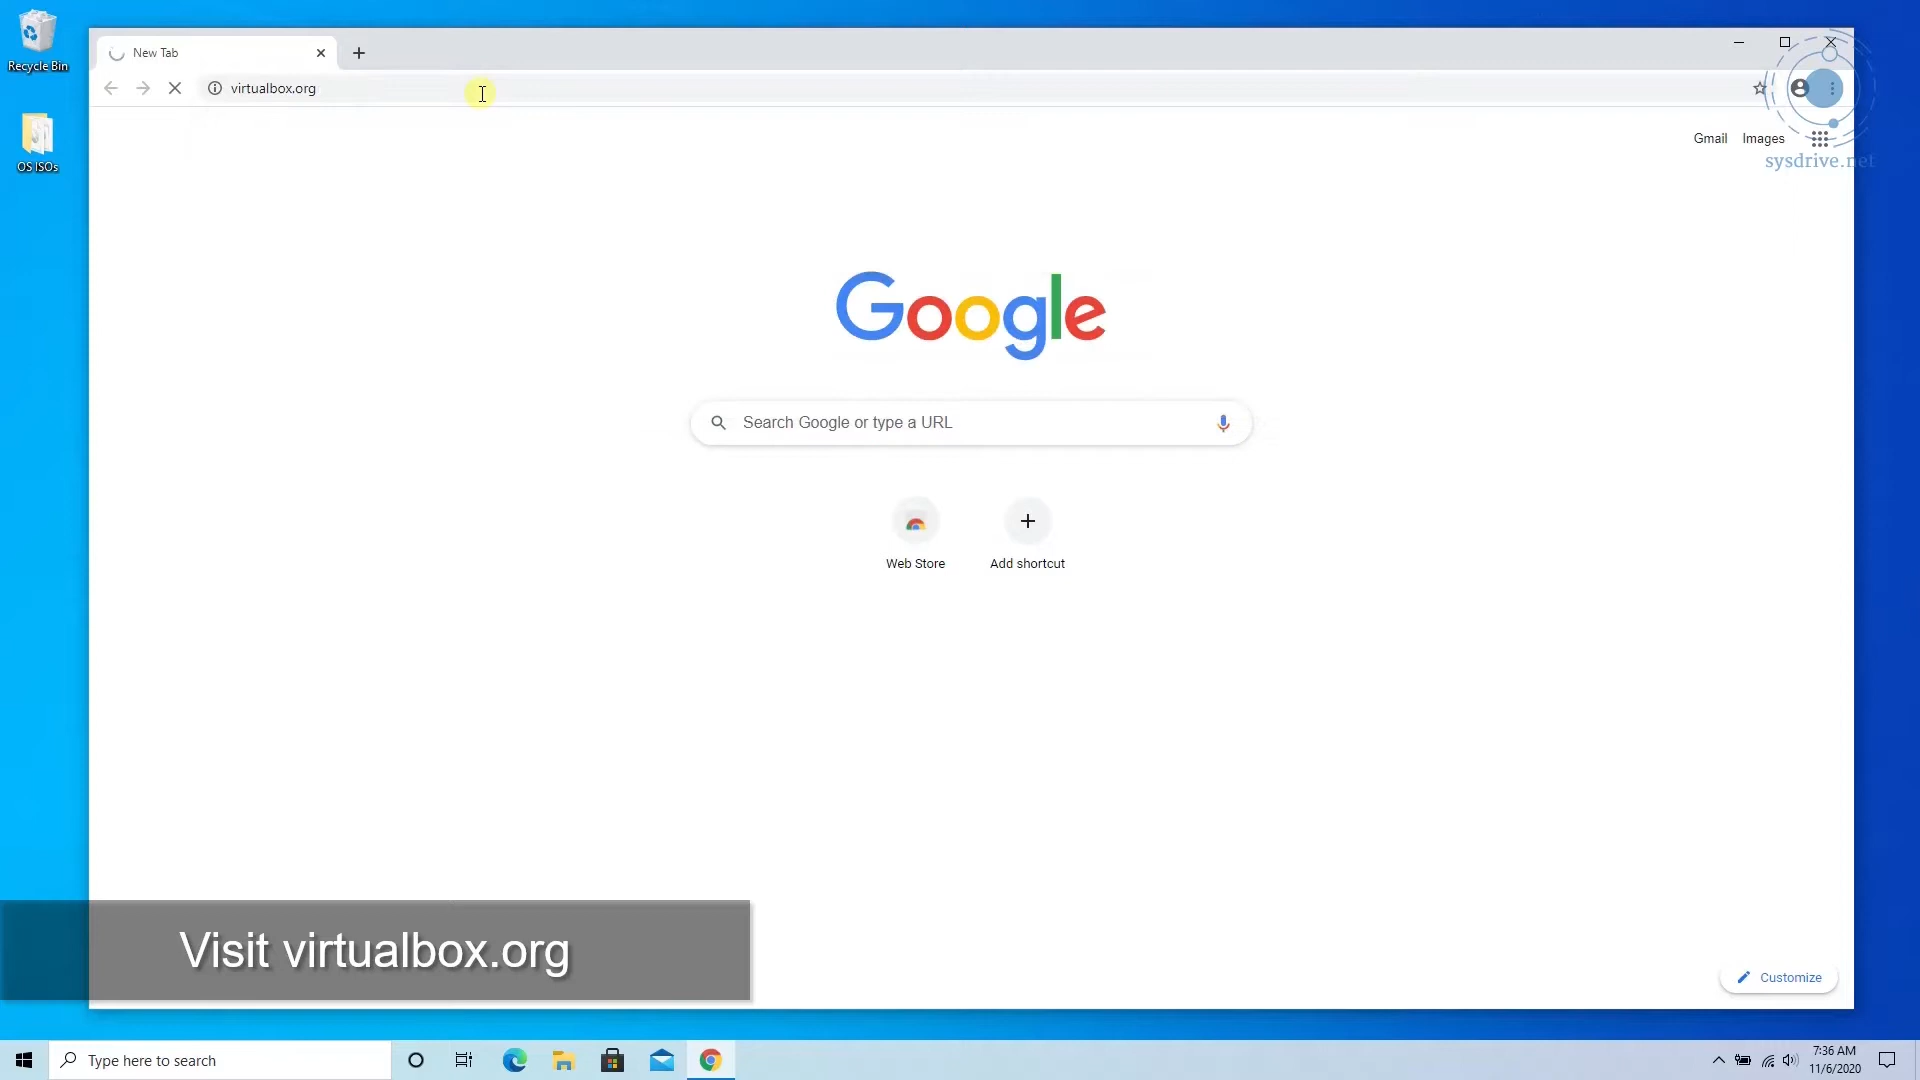 Recycle Bin
OS ISOs
New Tab
virtualbox.org
Gmail Images
sysdrive.net
Google
Search Google or type a URL
Web Store Add shortcut
Visit virtualbox.org
Customize
Type here to search
7:36 AM
11/6/2020